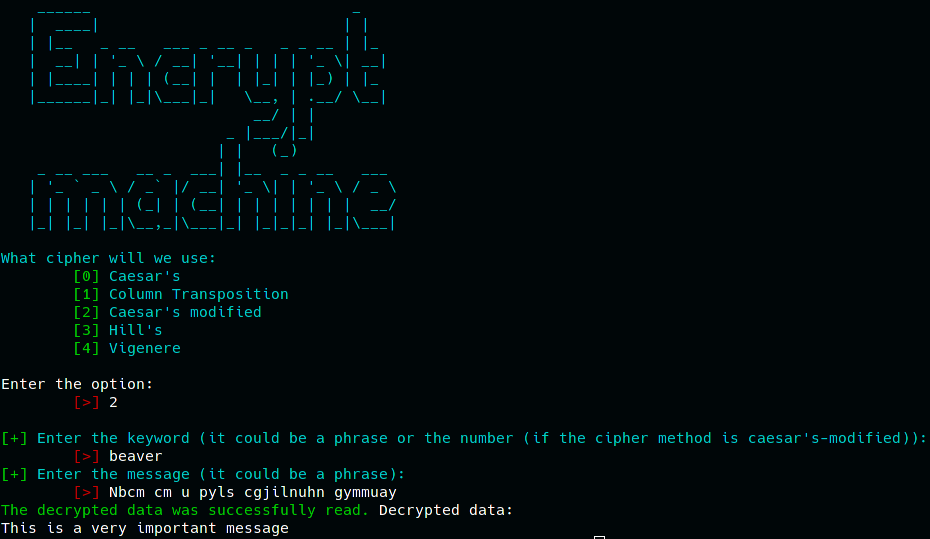 Encrypt
machine
What cipher will we use:
[0] Caesar's
[1] Column Transposition
[2] Caesar's modified
[3] Hill's
[4] Vigenere
Enter the option:
[>] 2
[+] Enter the keyword (it could be a phrase or the number (if the cipher method is caesar's-modified)):
[>] beaver
[+] Enter the message (it could be a phrase):
[>] Nbcm cm u pyls cgjilnuhn gymmuay
The decrypted data was successfully read. Decrypted data:
This is a very important message